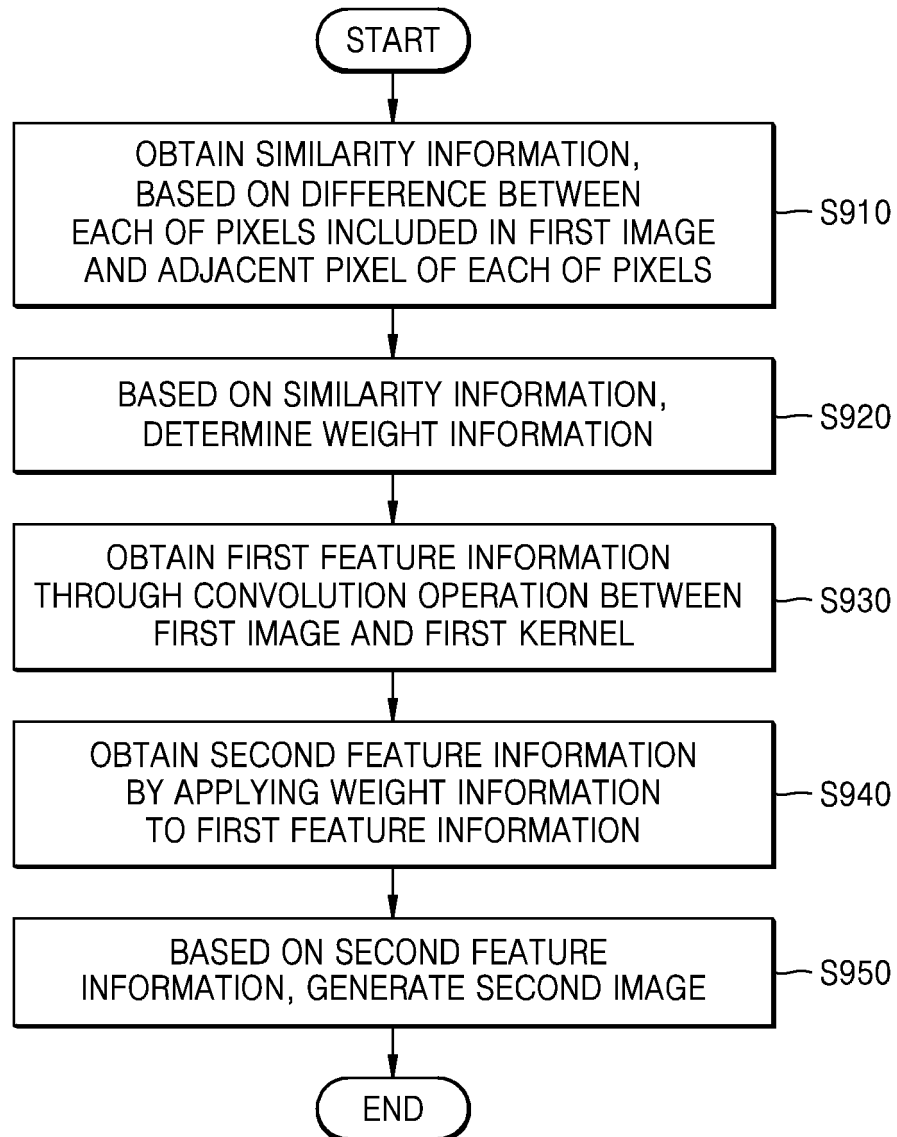 START
OBTAIN SIMILARITY INFORMATION,
BASED ON DIFFERENCE BETWEEN
EACH OF PIXELS INCLUDED IN FIRST IMAGE
AND ADJACENT PIXEL OF EACH OF PIXELS
S910
BASED ON SIMILARITY INFORMATION,
DETERMINE WEIGHT INFORMATION
S920
OBTAIN FIRST FEATURE INFORMATION
THROUGH CONVOLUTION OPERATION BETWEEN
FIRST IMAGE AND FIRST KERNEL
S930
OBTAIN SECOND FEATURE INFORMATION
BY APPLYING WEIGHT INFORMATION
TO FIRST FEATURE INFORMATION
S940
BASED ON SECOND FEATURE
INFORMATION, GENERATE SECOND IMAGE
S950
END